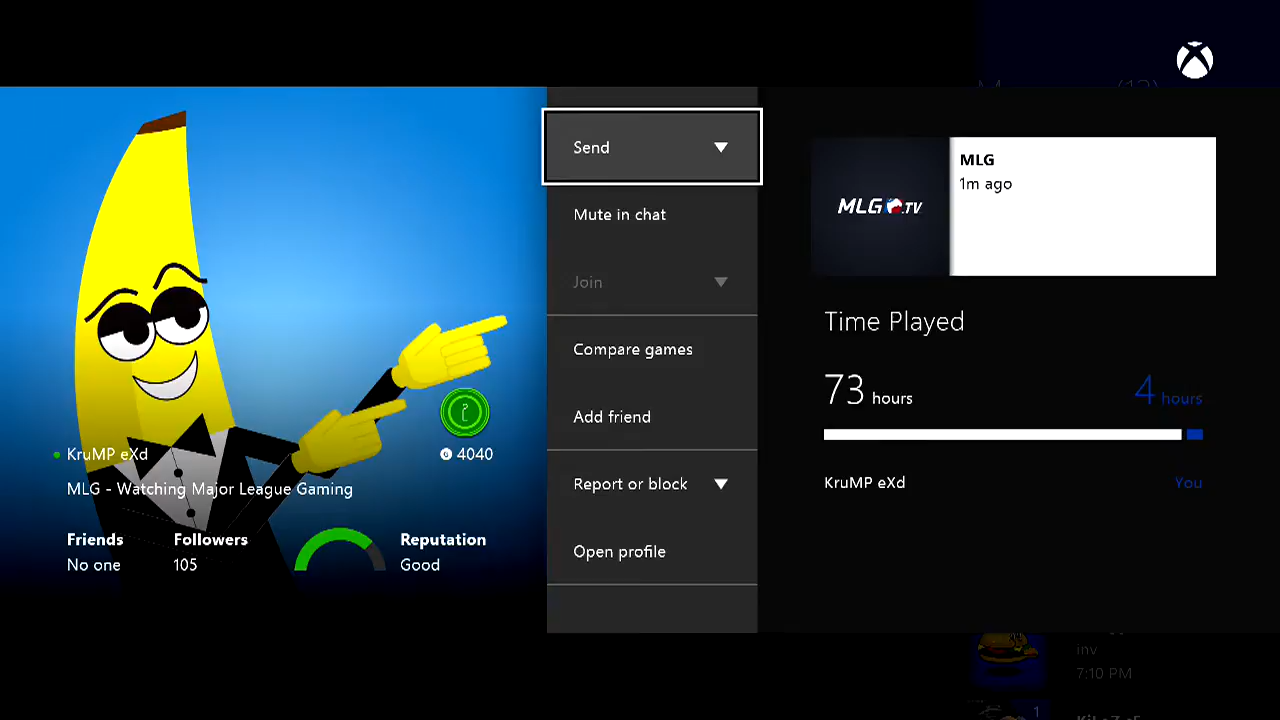 Send
Mute in chat
Join
Compare games
Add friend
Report or block
Open profile
KruMP eXd
4040
MLG - Watching Major League Gaming
Friends
No one
Followers
105
Reputation
Good
MLG.TV
MLG
1m ago
Time Played
73 hours
4 hours
KruMP eXd
You
inv
7:10 PM
1